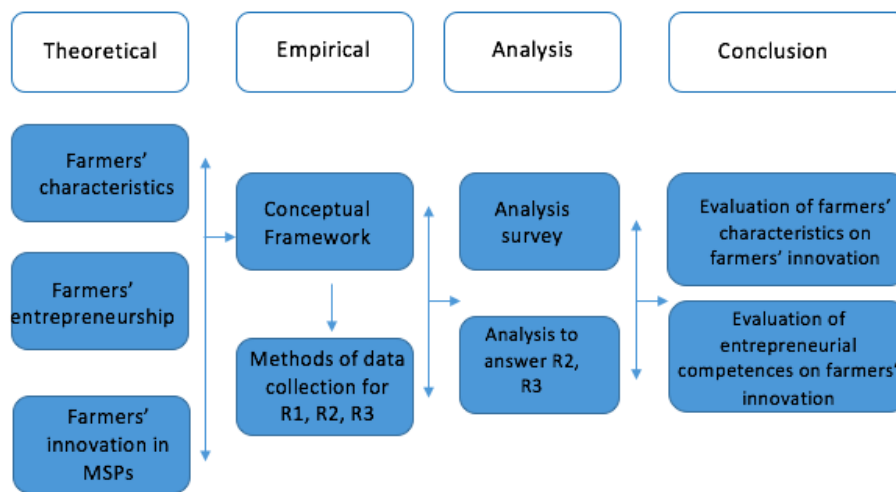 Theoretical
Empirical
Analysis
Conclusion
Farmers’
characteristics
Farmers’
entrepreneurship
Farmers’
innovation in
MSPs
Conceptual
Framework
Methods of data
collection for
R1, R2, R3
Analysis
survey
Analysis to
answer R2,
R3
Evaluation of farmers’
characteristics on
farmers’ innovation
Evaluation of
entrepreneurial
competences on farmers’
innovation